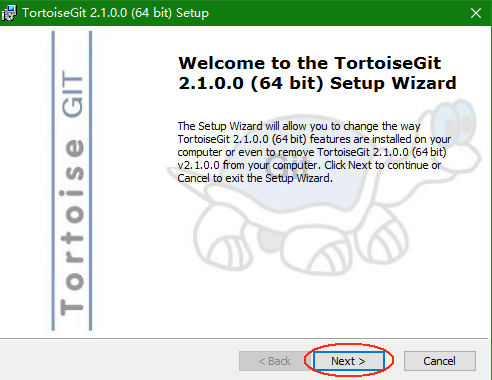 TortoiseGit 2.1.0.0 (64 bit) Setup
Welcome to the TortoiseGit
2.1.0.0 (64 bit) Setup Wizard
The Setup Wizard will allow you to change the way
TortoiseGit 2.1.0.0 (64 bit) features are installed on your
computer or even to remove TortoiseGit 2.1.0.0 (64 bit)
v2.1.0.0 from your computer. Click Next to continue or
Cancel to exit the Setup Wizard.
Git
Tortoise GIT
< Back
Next >
Cancel